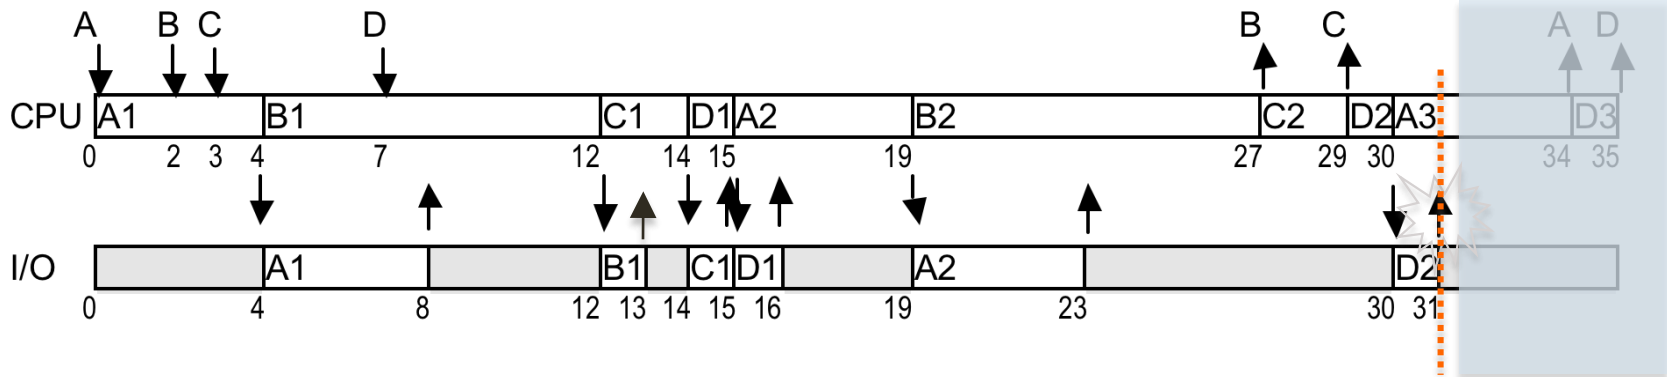 A B C D B C A D
CPU A1 B1 C1 D1 A2 B2 C2 D2 A3 D3
0 2 3 4 7 12 14 15 19 27 29 30 34 35
I/O A1 B1 C1 D1 A2 D2
0 4 8 12 13 14 15 16 19 23 30 31